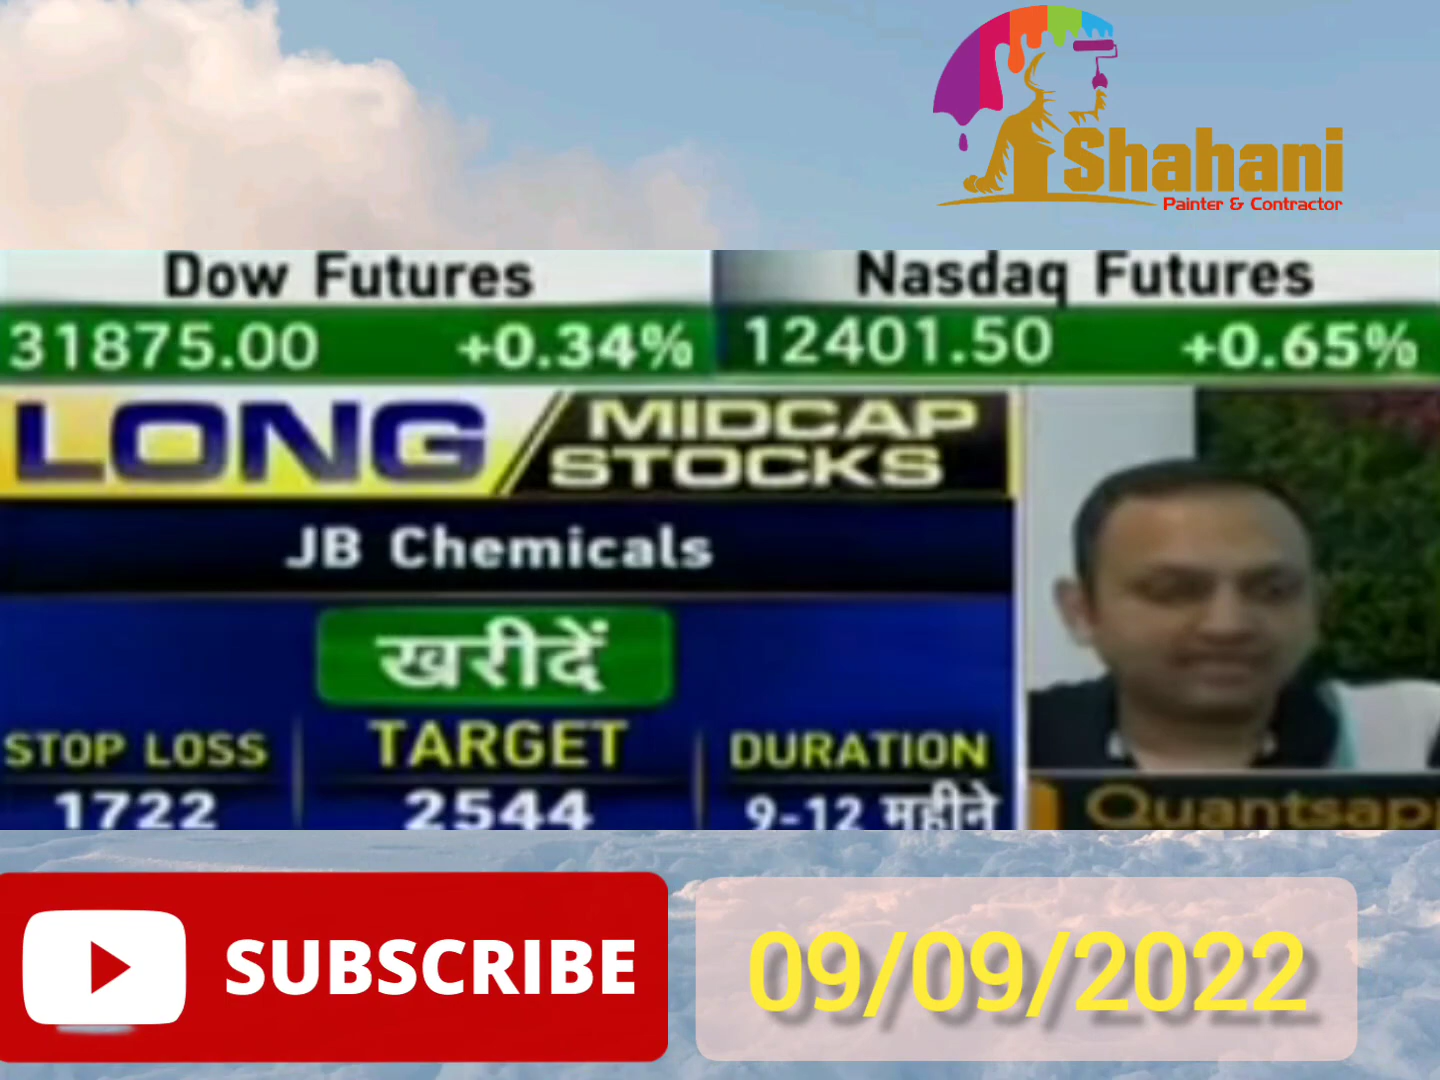 Shahani
Painter & Contractor
Dow Futures
31875.00 +0.34%
Nasdaq Futures
12401.50 +0.65%
LONG
MIDCAP
STOCKS
JB Chemicals
खरीदें
STOP LOSS
1722
TARGET
2544
DURATION
9-12 महीने
Quantsapp
SUBSCRIBE
09/09/2022